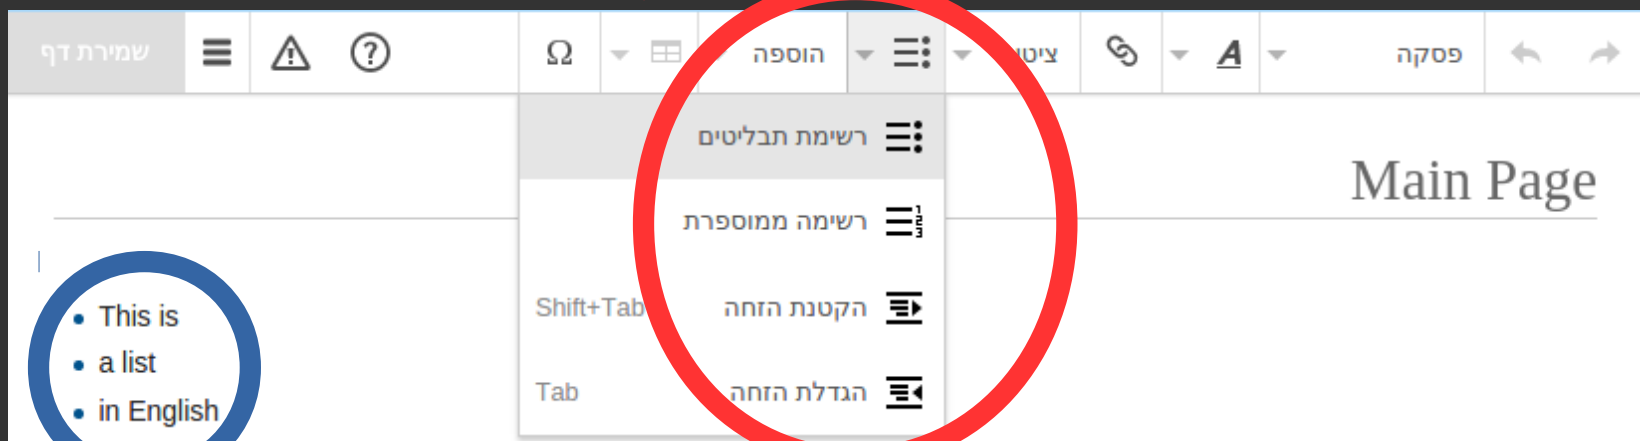 פסקה
A
ציטו
הוספה
Ω
?
שמירת דף
רשימת תבליטים
רשימה ממוספרת
הקטנת הזחה Shift+Tab
הגדלת הזחה Tab
Main Page
This is
a list
in English